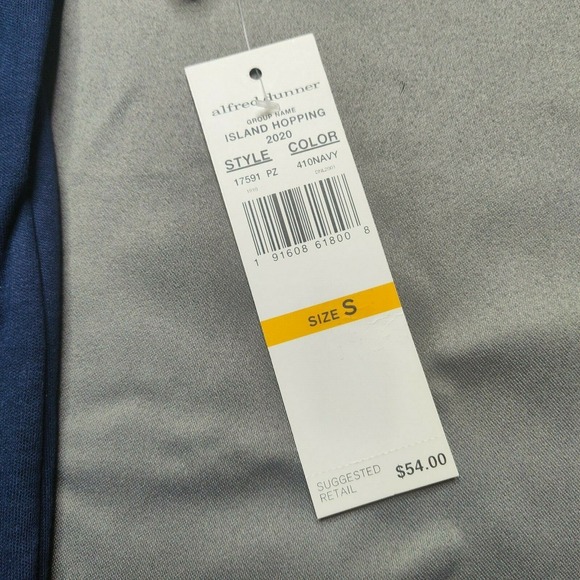 alfred dunner
GROUP NAME
ISLAND HOPPING
2020
STYLE COLOR
17591 PZ 410NAVY
1 91608 61800 8
SIZE S
SUGGESTED
RETAIL $54.00